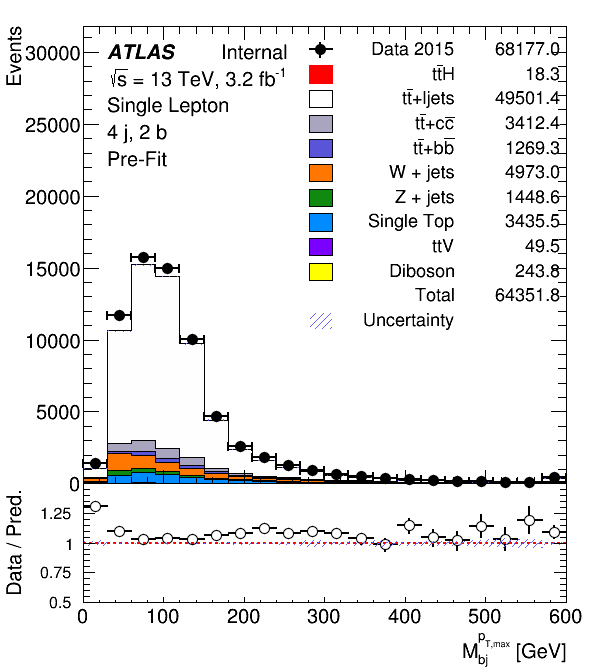 Events
30000
25000
20000
15000
10000
5000
0
ATLAS Internal
√s = 13 TeV, 3.2 fb⁻¹
Single Lepton
4 j, 2 b
Pre-Fit
Data 2015 68177.0
tt̄H 18.3
tt̄+ljets 49501.4
tt̄+cc̄ 3412.4
tt̄+bb̄ 1269.3
W + jets 4973.0
Z + jets 1448.6
Single Top 3435.5
ttV 49.5
Diboson 243.8
Total 64351.8
Uncertainty
Data / Pred.
1.25
1
0.75
0.5
0 100 200 300 400 500 600
M_bj^pT,max [GeV]